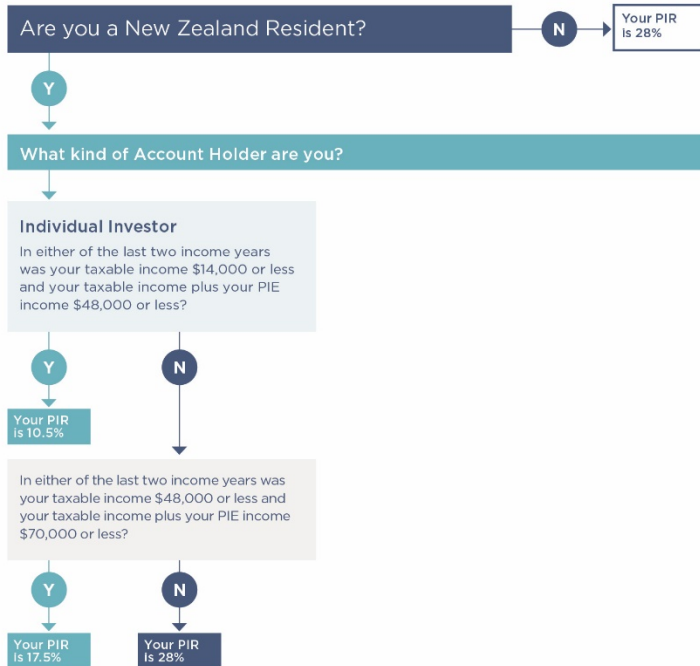 Are you a New Zealand Resident?
N
Your PIR
is 28%
Y
What kind of Account Holder are you?
Individual Investor
In either of the last two income years
was your taxable income $14,000 or less
and your taxable income plus your PIE
income $48,000 or less?
Y
N
Your PIR
is 10.5%
In either of the last two income years was
your taxable income $48,000 or less and
your taxable income plus your PIE income
$70,000 or less?
Y
N
Your PIR
is 17.5%
Your PIR
is 28%